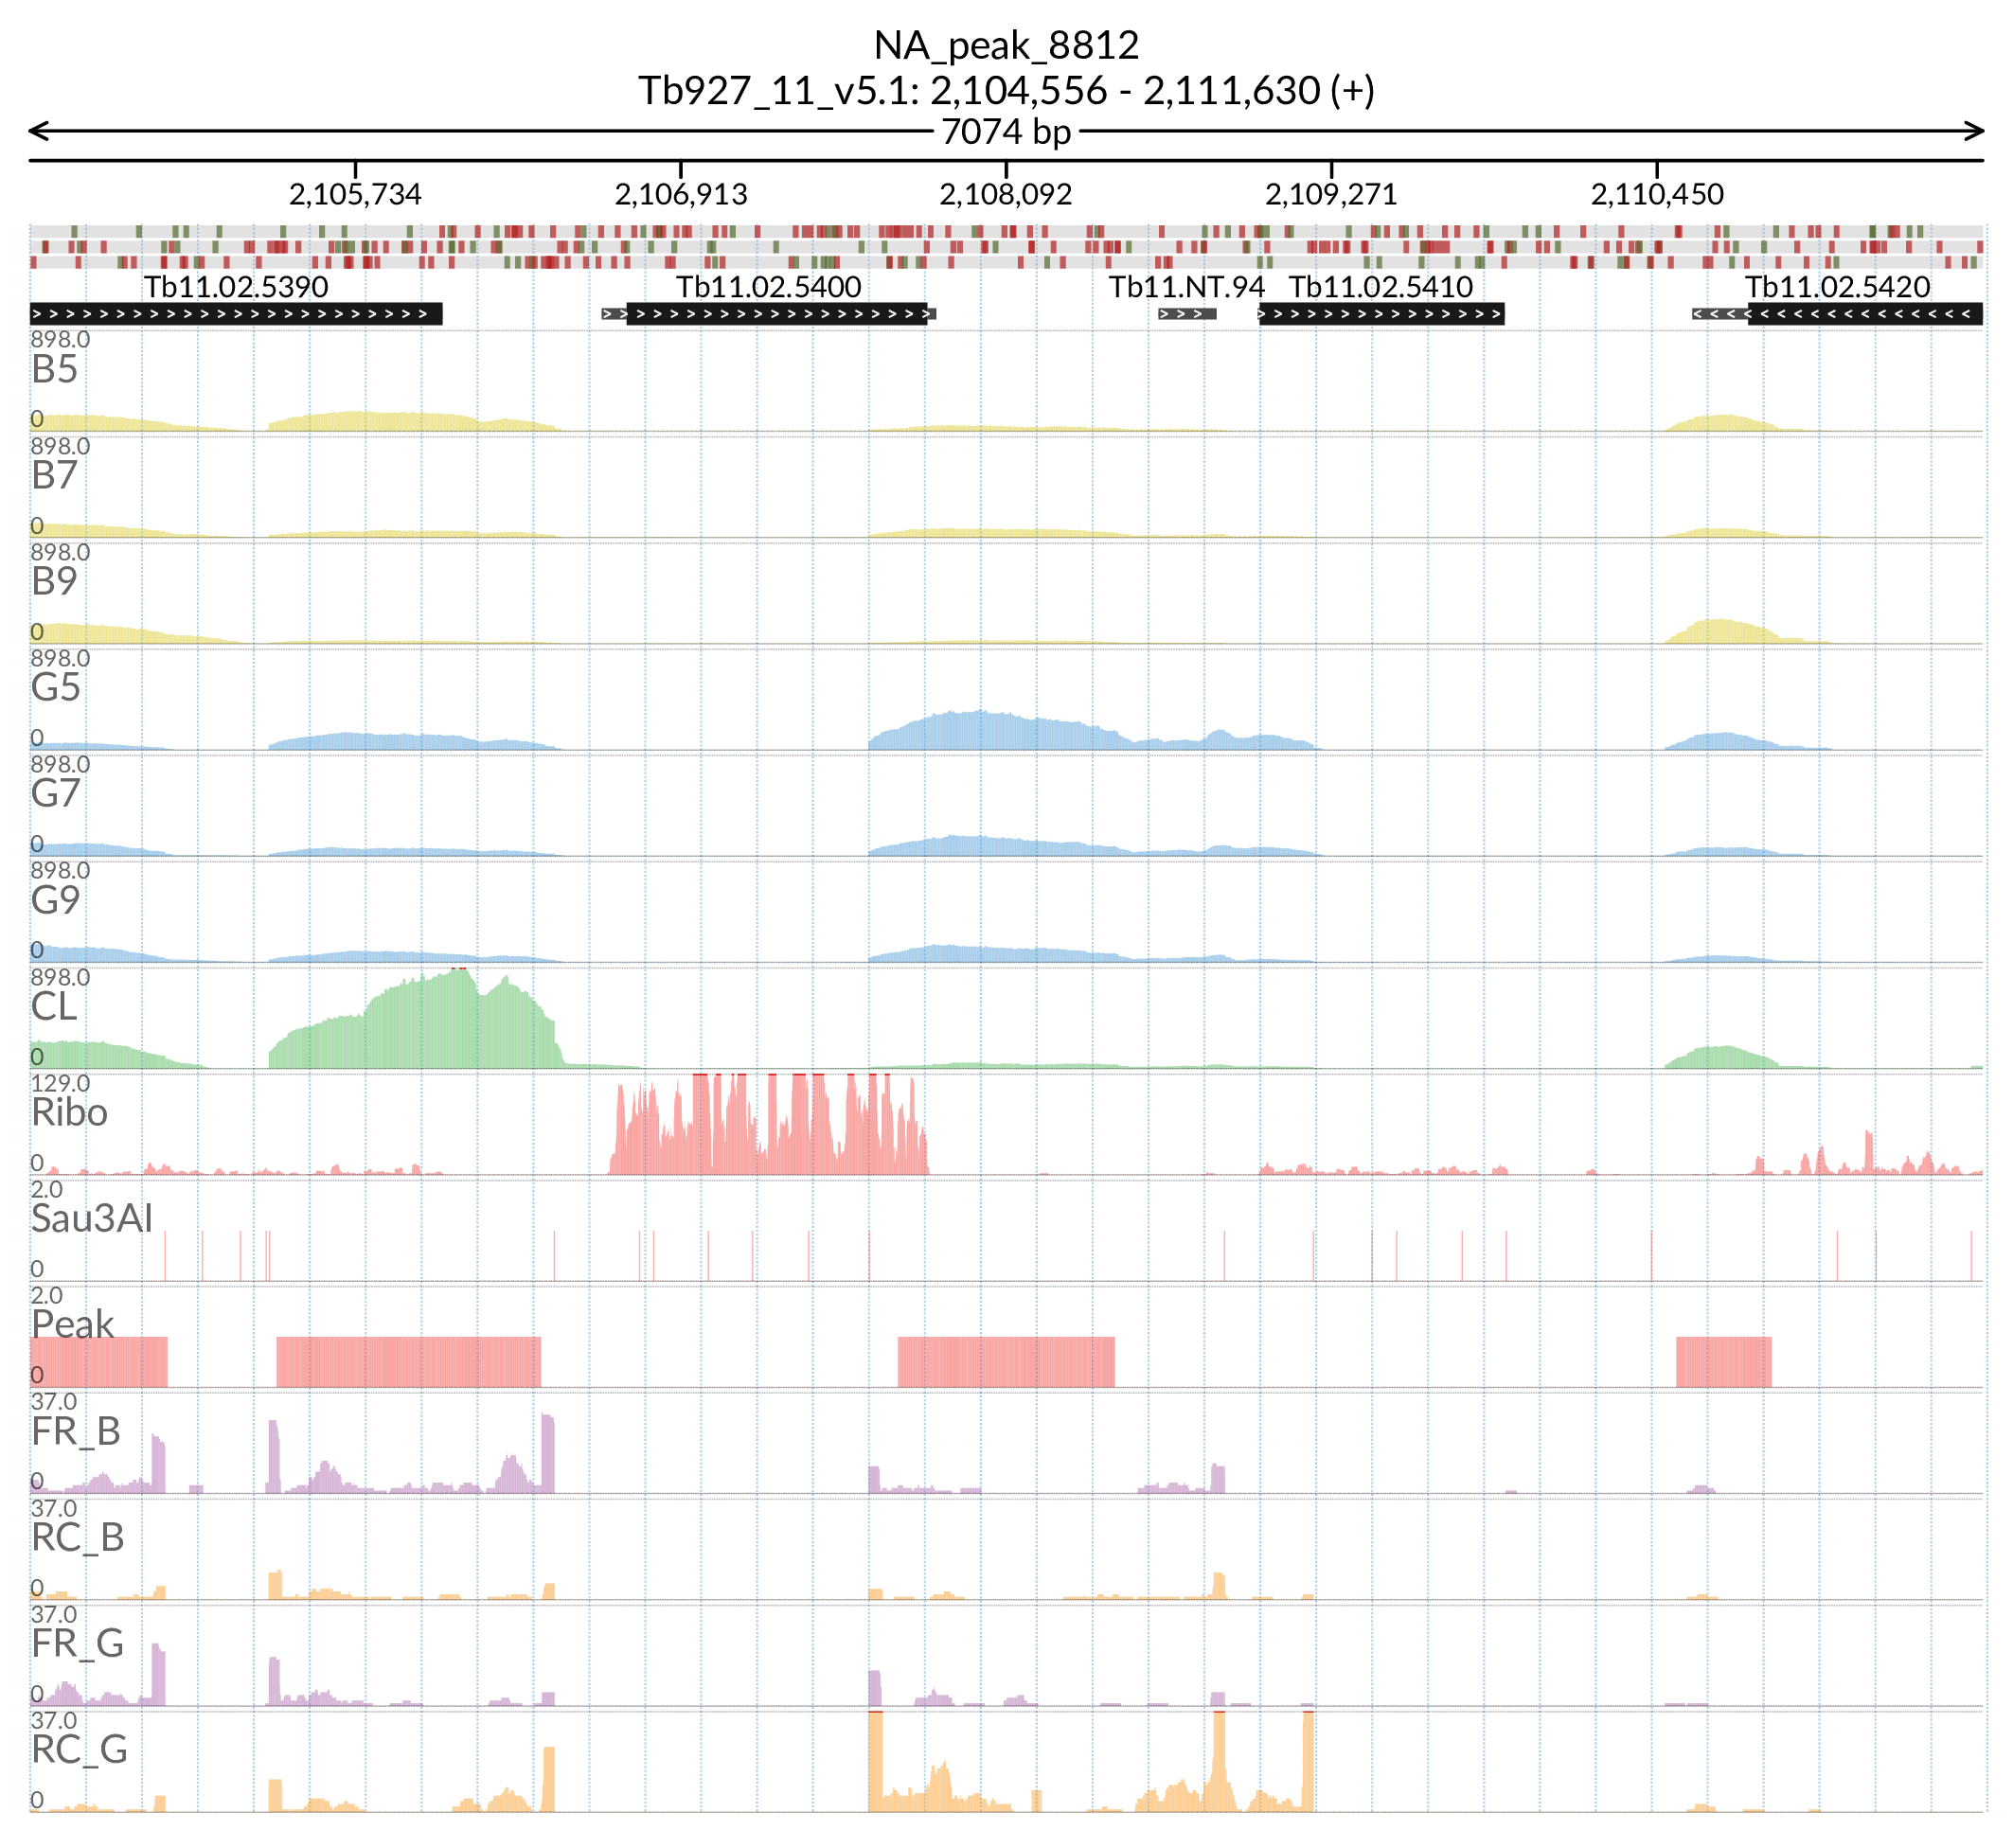 NA_peak_8812
Tb927_11_v5.1: 2,104,556 - 2,111,630 (+)
7074 bp
2,105,734 2,106,913 2,108,092 2,109,271 2,110,450
Tb11.02.5390 Tb11.02.5400 Tb11.NT.94 Tb11.02.5410 Tb11.02.5420
898.0
B5
0
898.0
B7
0
898.0
B9
0
898.0
G5
0
898.0
G7
0
898.0
G9
0
898.0
CL
0
129.0
Ribo
0
2.0
Sau3AI
0
2.0
Peak
0
37.0
FR_B
0
37.0
RC_B
0
37.0
FR_G
0
37.0
RC_G
0